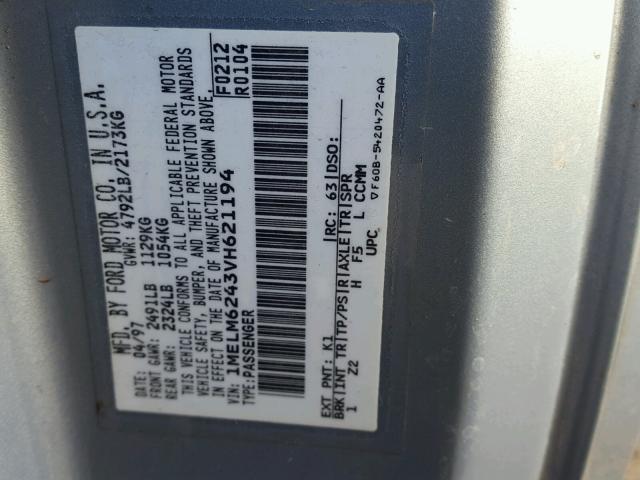 MFD. BY FORD MOTOR CO. IN U.S.A.
DATE: 04/97 GVWR: 4792LB/2173KG
FRONT GAWR: 2491LB 1129KG
REAR GAWR: 2324LB 1054KG
THIS VEHICLE CONFORMS TO ALL APPLICABLE FEDERAL MOTOR
VEHICLE SAFETY, BUMPER, AND THEFT PREVENTION STANDARDS
IN EFFECT ON THE DATE OF MANUFACTURE SHOWN ABOVE.
VIN: 1MELM6243VH621194 F0212
TYPE: PASSENGER R0104
EXT PNT: K1 RC: 63 DSO:
BRK INT TR TP/PS R AXLE TR SPR
1 Z2 H F5 L CCMM
UPC
▽F60B-5420472-AA